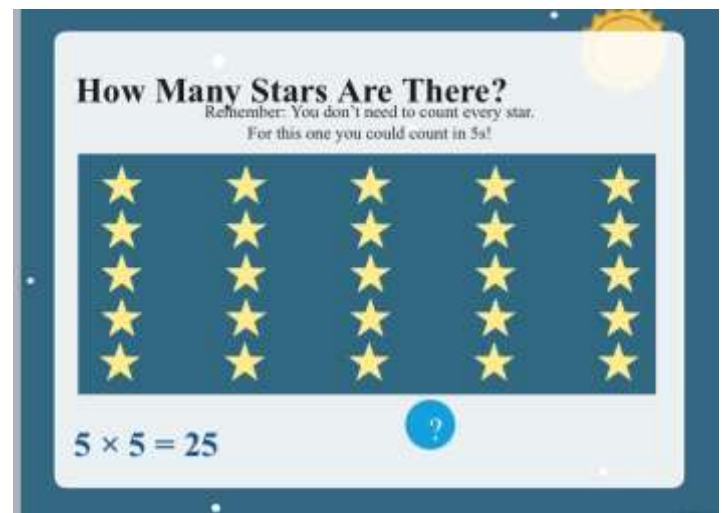 How Many Stars Are There?
Remember: You don't need to count every star.
For this one you could count in 5s!
?
5 × 5 = 25